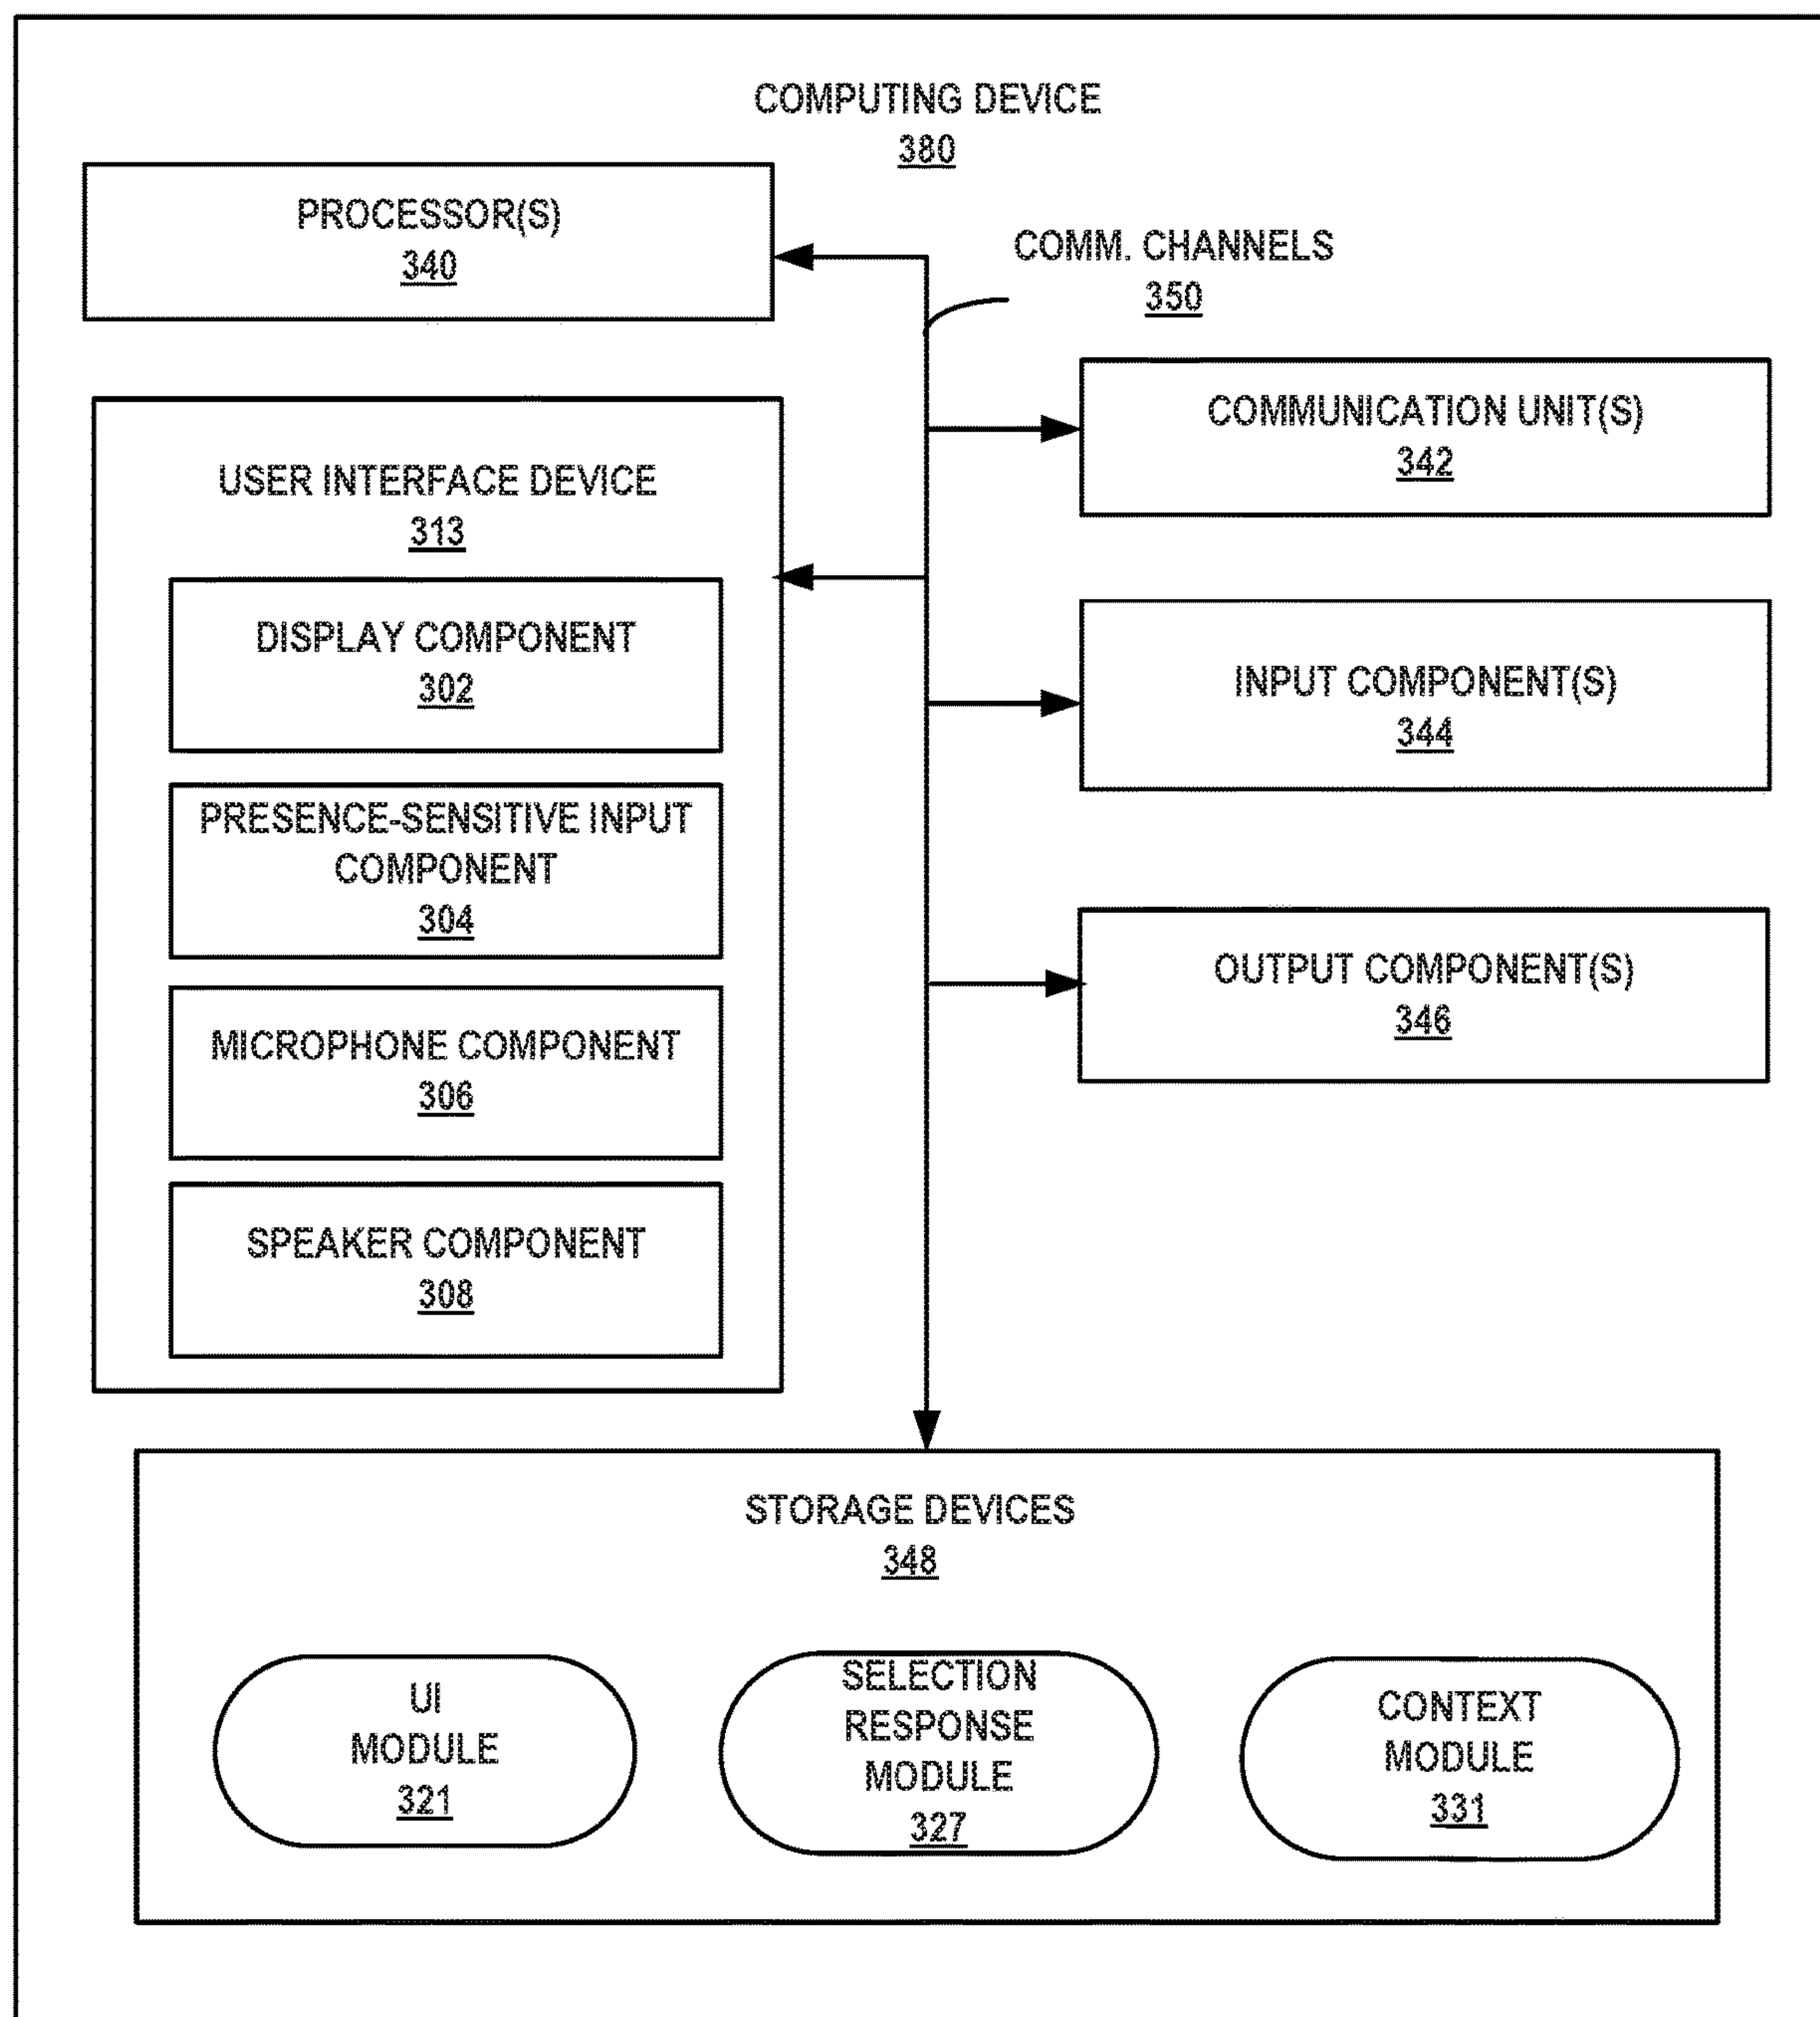 COMPUTING DEVICE
380
PROCESSOR(S)
340
COMM. CHANNELS
350
COMMUNICATION UNIT(S)
342
USER INTERFACE DEVICE
313
DISPLAY COMPONENT
302
INPUT COMPONENT(S)
344
PRESENCE-SENSITIVE INPUT
COMPONENT
304
OUTPUT COMPONENT(S)
346
MICROPHONE COMPONENT
306
SPEAKER COMPONENT
308
STORAGE DEVICES
348
UI
MODULE
321
SELECTION
RESPONSE
MODULE
327
CONTEXT
MODULE
331